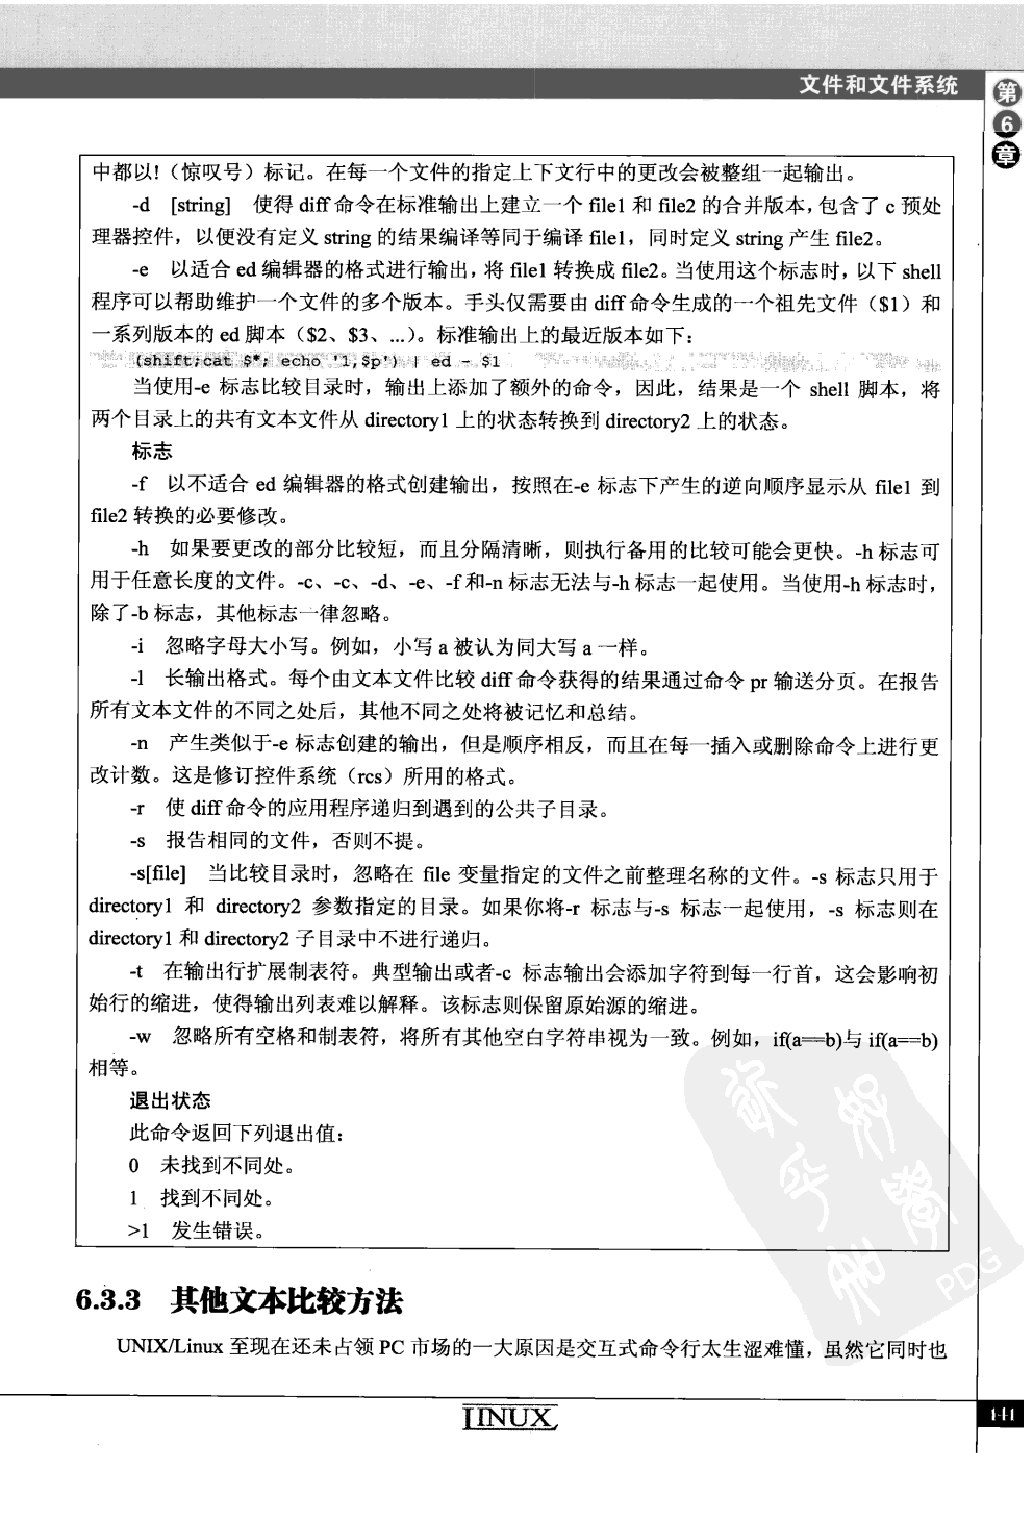 文件和文件系统
第
6
章
中都以!（惊叹号）标记。在每一个文件的指定上下文行中的更改会被整组一起输出。
-d [string] 使得 diff 命令在标准输出上建立一个 file1 和 file2 的合并版本，包含了 c 预处
理器控件，以便没有定义 string 的结果编译等同于编译 file1，同时定义 string 产生 file2。
-e 以适合 ed 编辑器的格式进行输出，将 file1 转换成 file2。当使用这个标志时，以下 shell
程序可以帮助维护一个文件的多个版本。手头仅需要由 diff 命令生成的一个祖先文件（$1）和
一系列版本的 ed 脚本（$2、$3、...）。标准输出上的最近版本如下：
(shift;cat $*; echo '1,$p') | ed - $1
当使用-e 标志比较目录时，输出上添加了额外的命令，因此，结果是一个 shell 脚本，将
两个目录上的共有文本文件从 directory1 上的状态转换到 directory2 上的状态。
标志
-f 以不适合 ed 编辑器的格式创建输出，按照在-e 标志下产生的逆向顺序显示从 file1 到
file2 转换的必要修改。
-h 如果要更改的部分比较短，而且分隔清晰，则执行备用的比较可能会更快。-h 标志可
用于任意长度的文件。-c、-c、-d、-e、-f 和-n 标志无法与-h 标志一起使用。当使用-h 标志时，
除了-b 标志，其他标志一律忽略。
-i 忽略字母大小写。例如，小写 a 被认为同大写 a 一样。
-l 长输出格式。每个由文本文件比较 diff 命令获得的结果通过命令 pr 输送分页。在报告
所有文本文件的不同之处后，其他不同之处将被记忆和总结。
-n 产生类似于-e 标志创建的输出，但是顺序相反，而且在每一插入或删除命令上进行更
改计数。这是修订控件系统（rcs）所用的格式。
-r 使 diff 命令的应用程序递归到遇到的公共子目录。
-s 报告相同的文件，否则不提。
-s[file] 当比较目录时，忽略在 file 变量指定的文件之前整理名称的文件。-s 标志只用于
directory1 和 directory2 参数指定的目录。如果你将-r 标志与-s 标志一起使用，-s 标志则在
directory1 和 directory2 子目录中不进行递归。
-t 在输出行扩展制表符。典型输出或者-c 标志输出会添加字符到每一行首，这会影响初
始行的缩进，使得输出列表难以解释。该标志则保留原始源的缩进。
-w 忽略所有空格和制表符，将所有其他空白字符串视为一致。例如，if(a==b)与 if(a==b)
相等。
退出状态
此命令返回下列退出值：
0 未找到不同处。
1 找到不同处。
>1 发生错误。
PDG
6.3.3 其他文本比较方法
UNIX/Linux 至现在还未占领 PC 市场的一大原因是交互式命令行太生涩难懂，虽然它同时也
LINUX
141